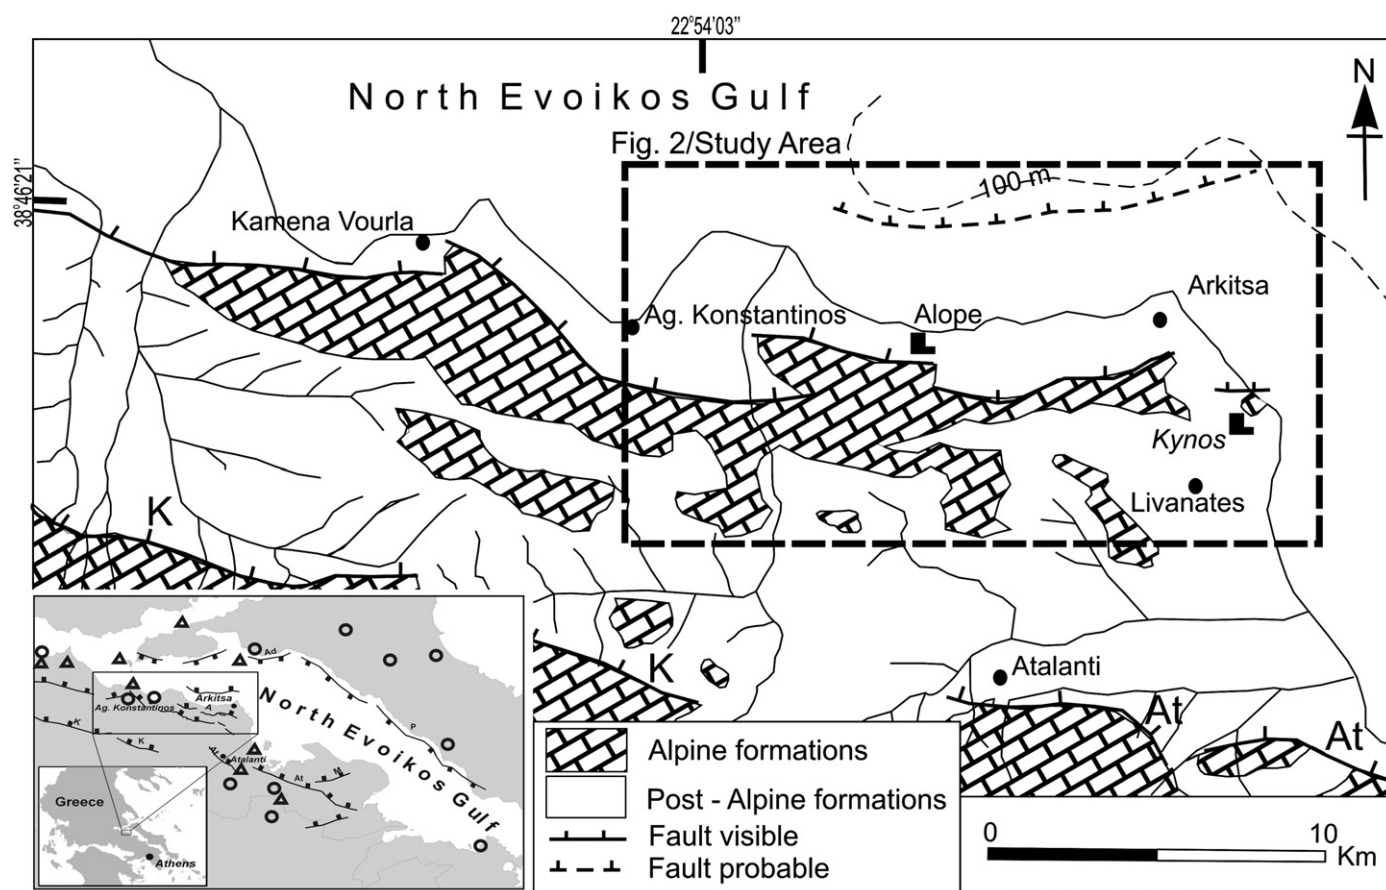 22°54'03''
North Evoikos Gulf
N
Fig. 2/Study Area
38°46'21''
100 m
Kamena Vourla
Arkitsa
Ag. Konstantinos
Alope
Kynos
Livanates
K
K
Atalanti
At
At
Ad
North Evoikos Gulf
Arkitsa
Ag. Konstantinos
A
K
K
P
At
Atalanti
At
M
Greece
Athens
Alpine formations
Post - Alpine formations
Fault visible
Fault probable
0 10
Km